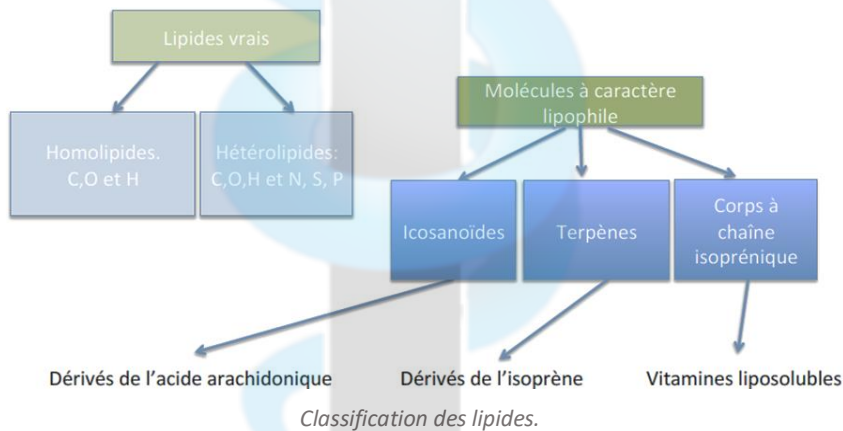 Lipides vrais
Molécules à caractère
lipophile
Homolipides.
C,O et H
Hétérolipides:
C,O,H et N, S, P
Icosanoïdes
Terpènes
Corps à
chaîne
isoprénique
Dérivés de l’acide arachidonique
Dérivés de l’isoprène
Vitamines liposolubles
Classification des lipides.